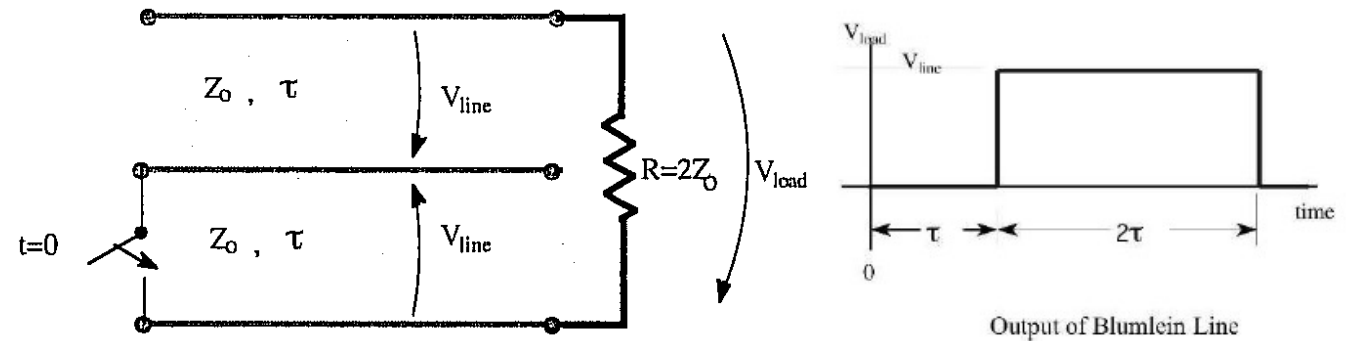 Z₀ , τ
V_line
R=2Z₀
V_load
t=0
Z₀ , τ
V_line
V_load
V_line
τ
2τ
time
0
Output of Blumlein Line